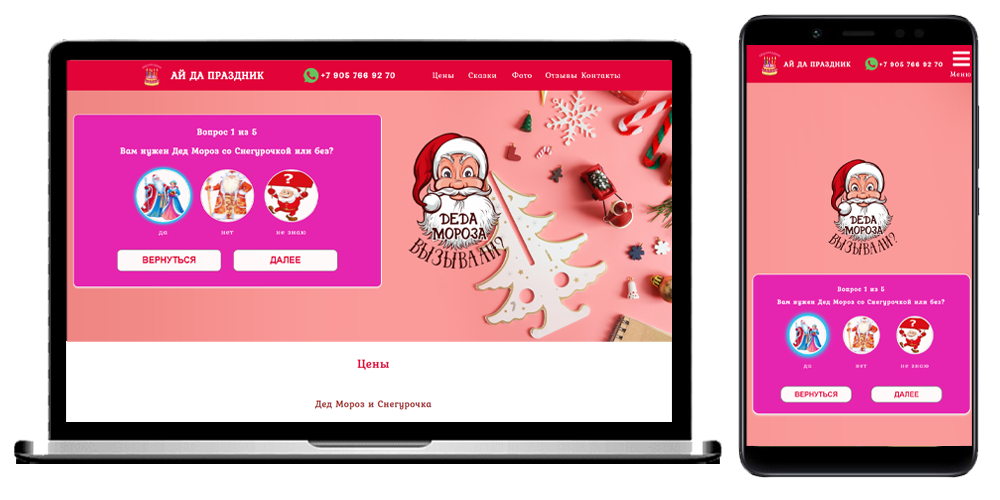 АЙ ДА ПРАЗДНИК
+7 905 766 92 70
Цены Сказки Фото Отзывы Контакты
Вопрос 1 из 5
Вам нужен Дед Мороз со Снегурочкой или без?
?
да нет не знаю
ВЕРНУТЬСЯ ДАЛЕЕ
ДЕДА
МОРОЗА
ВЫЗЫВАЛИ?
Цены
Дед Мороз и Снегурочка
АЙ ДА ПРАЗДНИК
+7 905 766 92 70
Меню
ДЕДА
МОРОЗА
ВЫЗЫВАЛИ?
Вопрос 1 из 5
Вам нужен Дед Мороз со Снегурочкой или без?
?
да нет не знаю
ВЕРНУТЬСЯ ДАЛЕЕ